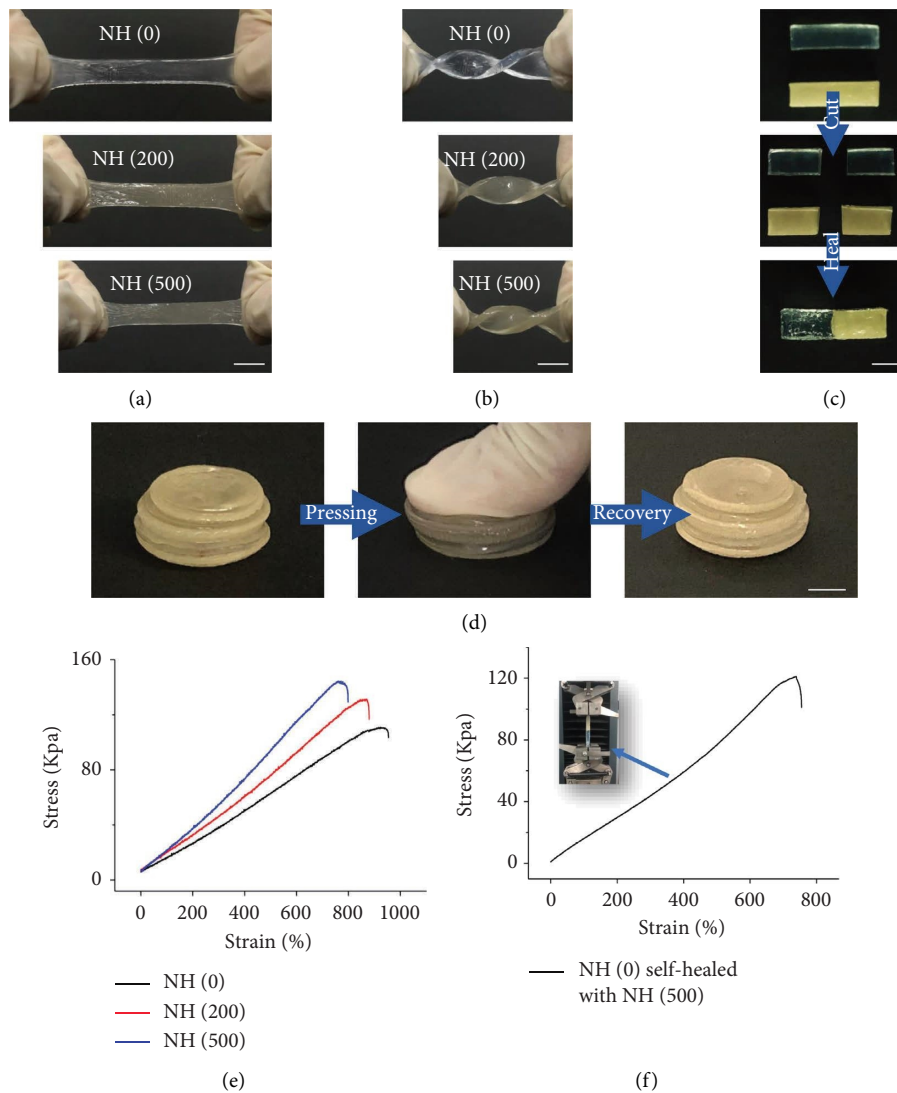 NH (0)
NH (200)
NH (500)
(a)
NH (0)
NH (200)
NH (500)
(b)
Cut
Heal
(c)
Pressing
Recovery
(d)
160
80
0
Stress (Kpa)
0 200 400 600 800 1000
Strain (%)
NH (0)
NH (200)
NH (500)
(e)
120
80
40
0
Stress (Kpa)
0 200 400 600 800
Strain (%)
NH (0) self-healed
with NH (500)
(f)